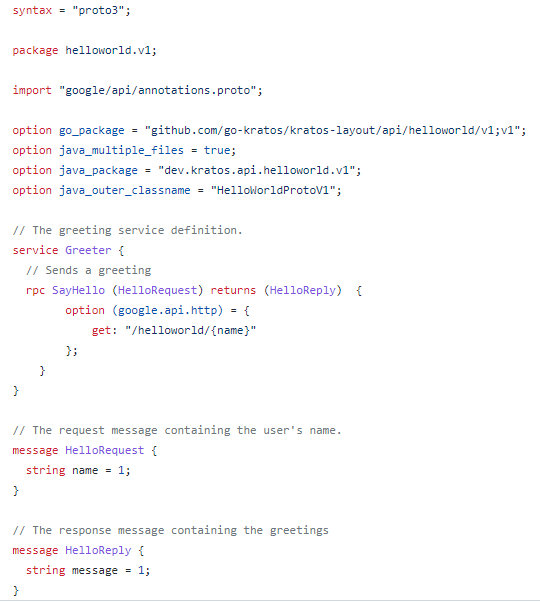 syntax = "proto3";
package helloworld.v1;
import "google/api/annotations.proto";
option go_package = "github.com/go-kratos/kratos-layout/api/helloworld/v1;v1";
option java_multiple_files = true;
option java_package = "dev.kratos.api.helloworld.v1";
option java_outer_classname = "HelloWorldProtoV1";
// The greeting service definition.
service Greeter {
  // Sends a greeting
  rpc SayHello (HelloRequest) returns (HelloReply)  {
        option (google.api.http) = {
            get: "/helloworld/{name}"
        };
    }
}
// The request message containing the user's name.
message HelloRequest {
  string name = 1;
}
// The response message containing the greetings
message HelloReply {
  string message = 1;
}